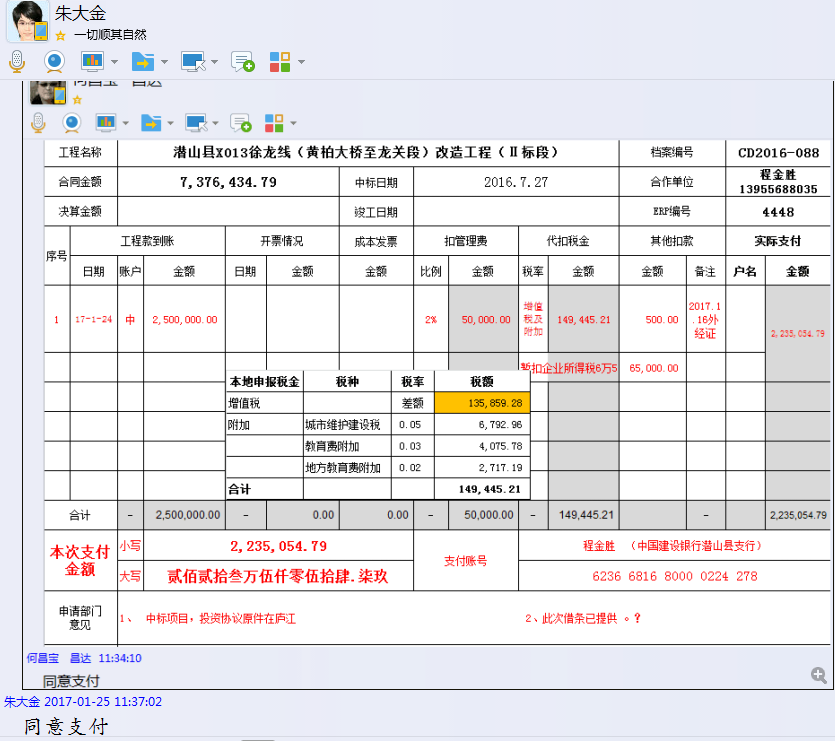 朱大金
一切顺其自然
何昌宝 昌达
工程名称 潜山县X013徐龙线（黄柏大桥至龙关段）改造工程（Ⅱ标段） 档案编号 CD2016-088
合同金额 7,376,434.79 中标日期 2016.7.27 合作单位 程金胜 13955688035
决算金额 竣工日期 ERP编号 4448
序号 工程款到账 开票情况 成本发票 扣管理费 代扣税金 其他扣款 实际支付
日期 账户 金额 日期 金额 金额 比例 金额 税率 金额 金额 备注 户名 金额
1 17-1-24 中 2,500,000.00 2% 50,000.00 增值税及附加 149,445.21 500.00 2017.1.16外经证 2,235,054.79
暂扣企业所得税6万5 65,000.00
本地申报税金 税种 税率 税额
增值税 差额 135,859.28
附加 城市维护建设税 0.05 6,792.96
教育费附加 0.03 4,075.78
地方教育费附加 0.02 2,717.19
合计 149,445.21
合计 - 2,500,000.00 - 0.00 0.00 - 50,000.00 - 149,445.21 - 2,235,054.79
本次支付金额 小写 2,235,054.79 支付账号 程金胜 （中国建设银行潜山县支行）
大写 贰佰贰拾叁万伍仟零伍拾肆.柒玖 6236 6816 8000 0224 278
申请部门意见 1、 中标项目，投资协议原件在庐江 2、此次借条已提供 。？
何昌宝 昌达 11:34:10
同意支付
朱大金 2017-01-25 11:37:02
同意支付